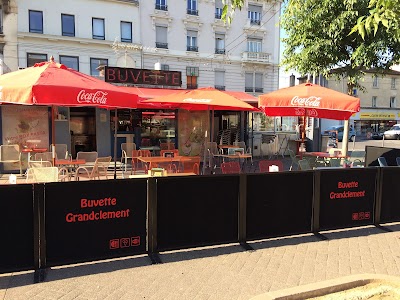 BUVETTE
Coca-Cola
Coca-Cola
Buvette
Grandclement
Buvette
Grandclement